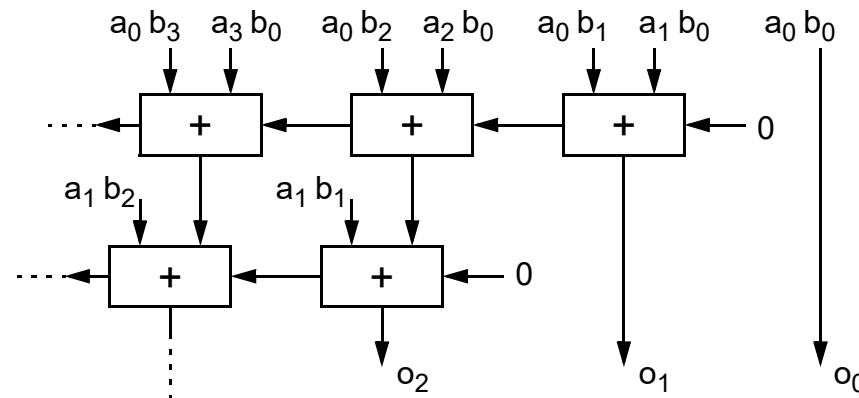 a₀ b₃ a₃ b₀ a₀ b₂ a₂ b₀ a₀ b₁ a₁ b₀ a₀ b₀
+ + + 0
a₁ b₂ a₁ b₁
+ + 0
o₂ o₁ o₀